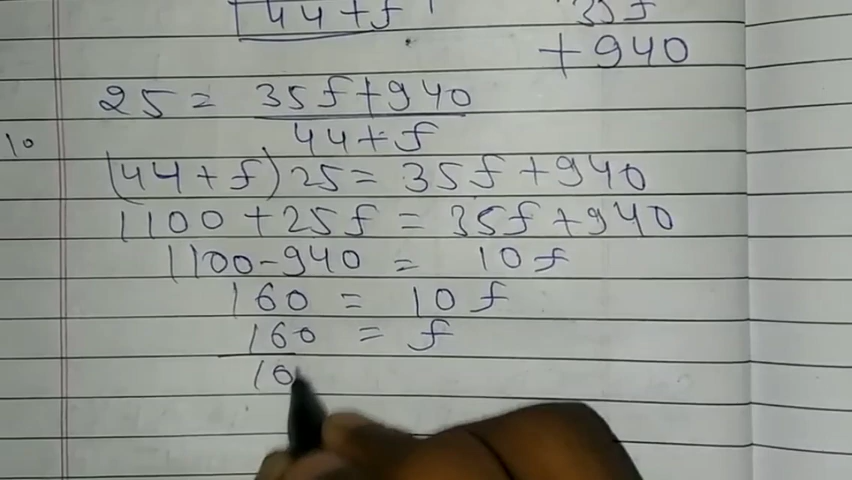 44+f
35f
+940
25 = 35f+940
44+f
10
(44+f)25 = 35f+940
1100+25f = 35f+940
1100-940 = 10f
160 = 10f
160 = f
10